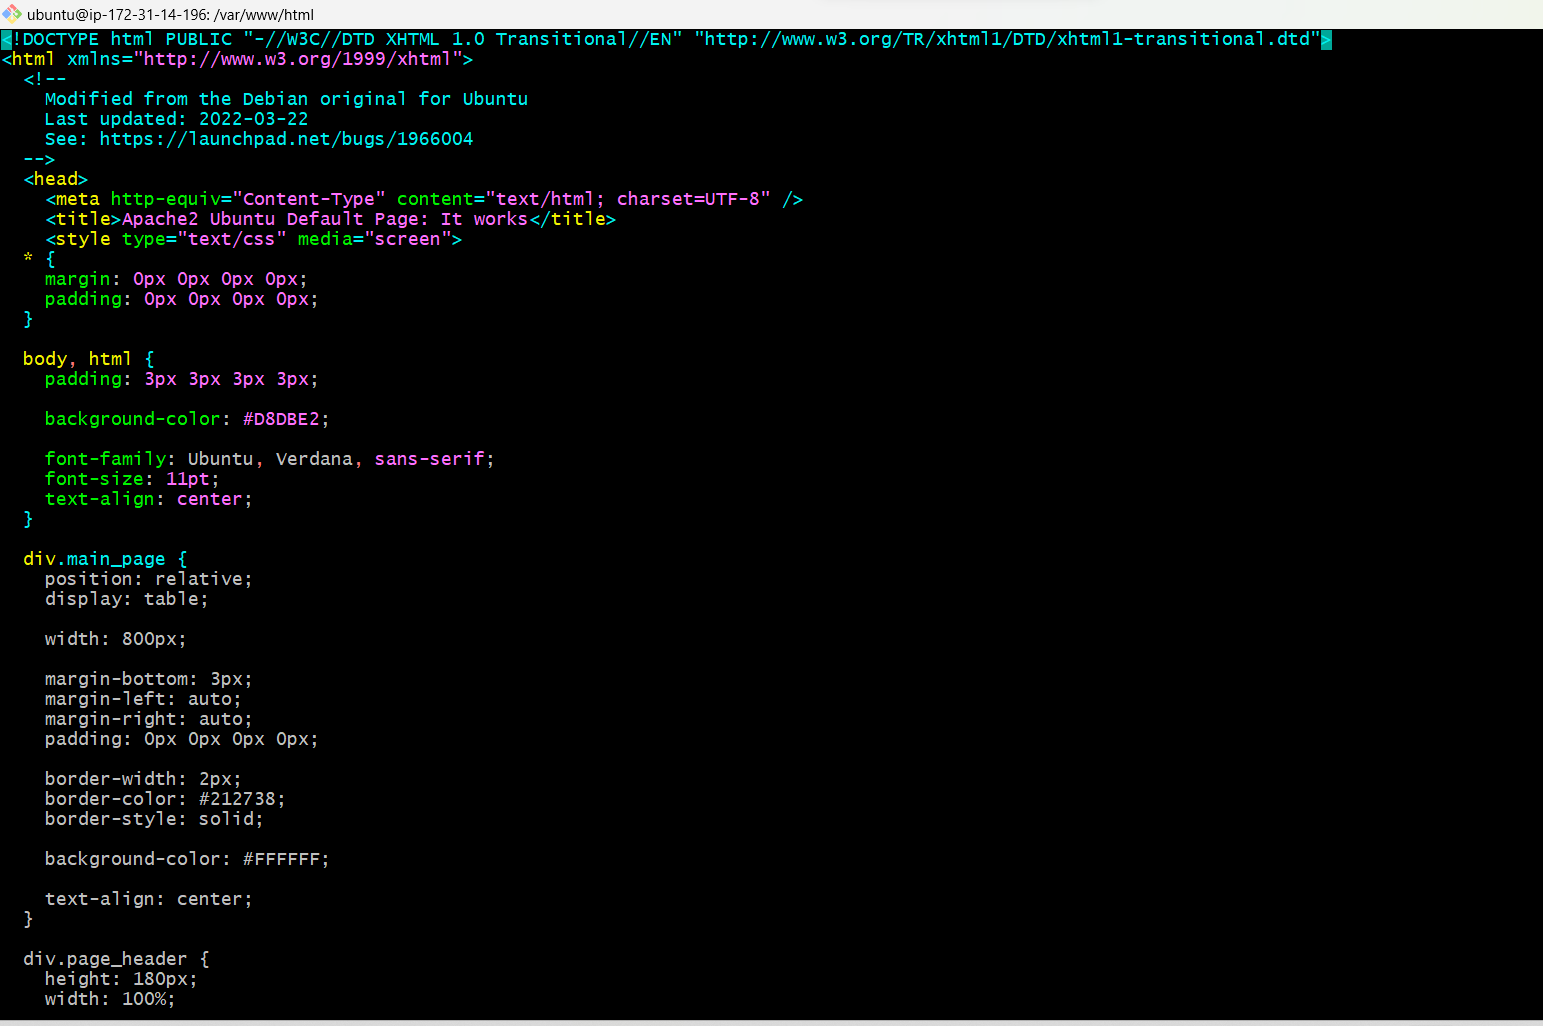 ubuntu@ip-172-31-14-196: /var/www/html
<!DOCTYPE html PUBLIC "-//W3C//DTD XHTML 1.0 Transitional//EN" "http://www.w3.org/TR/xhtml1/DTD/xhtml1-transitional.dtd">
<html xmlns="http://www.w3.org/1999/xhtml">
  <!--
    Modified from the Debian original for Ubuntu
    Last updated: 2022-03-22
    See: https://launchpad.net/bugs/1966004
  -->
  <head>
    <meta http-equiv="Content-Type" content="text/html; charset=UTF-8" />
    <title>Apache2 Ubuntu Default Page: It works</title>
    <style type="text/css" media="screen">
  * {
    margin: 0px 0px 0px 0px;
    padding: 0px 0px 0px 0px;
  }

  body, html {
    padding: 3px 3px 3px 3px;

    background-color: #D8DBE2;

    font-family: Ubuntu, Verdana, sans-serif;
    font-size: 11pt;
    text-align: center;
  }

  div.main_page {
    position: relative;
    display: table;

    width: 800px;

    margin-bottom: 3px;
    margin-left: auto;
    margin-right: auto;
    padding: 0px 0px 0px 0px;

    border-width: 2px;
    border-color: #212738;
    border-style: solid;

    background-color: #FFFFFF;

    text-align: center;
  }

  div.page_header {
    height: 180px;
    width: 100%;